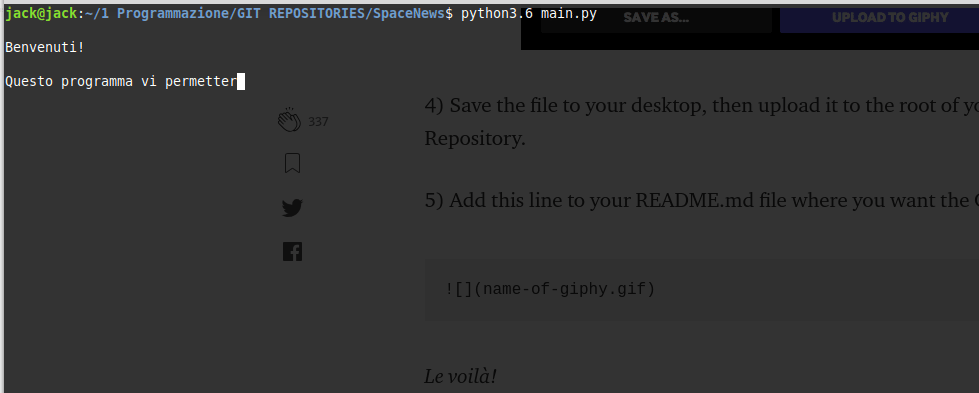 jack@jack:~/1 Programmazione/GIT REPOSITORIES/SpaceNews$ python3.6 main.py
SAVE AS...
UPLOAD TO GIPHY
Benvenuti!
Questo programma vi permetter
337
4) Save the file to your desktop, then upload it to the root of
Repository.
5) Add this line to your README.md file where you want the
![](name-of-giphy.gif)
Le voilà!